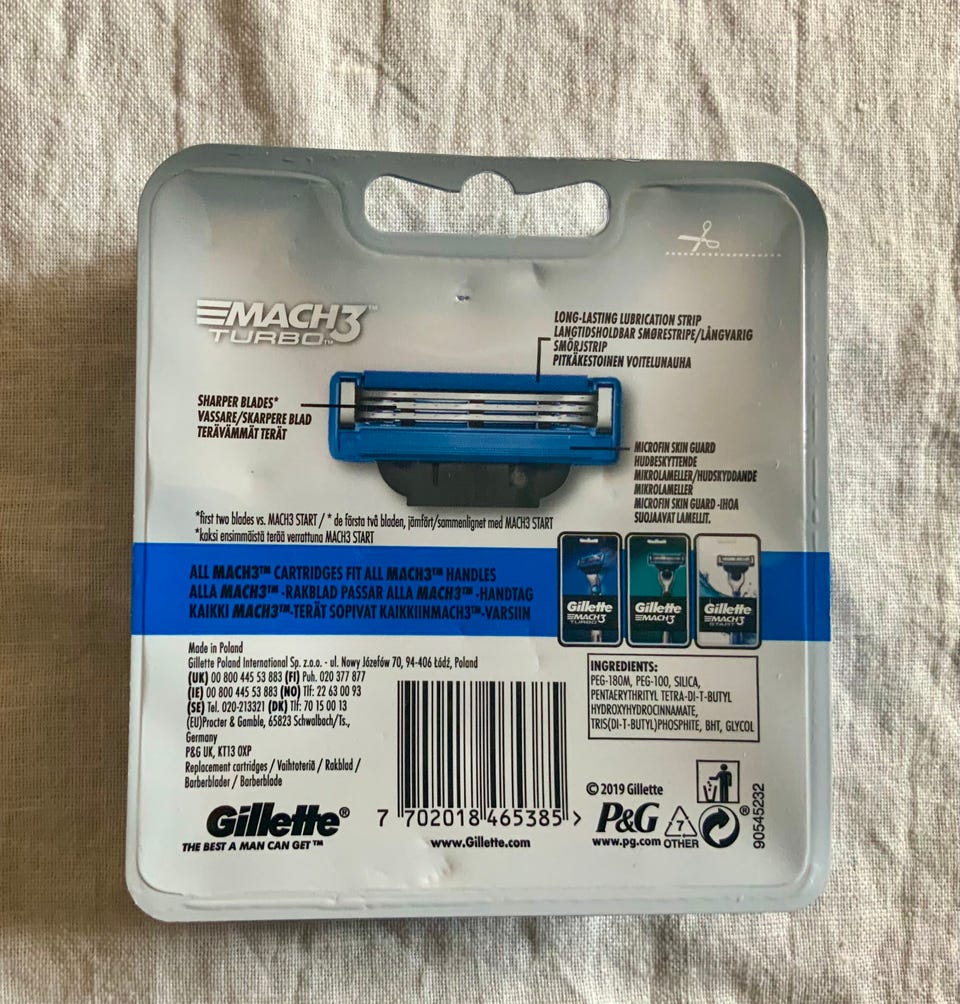 MACH3™
TURBO™
LONG-LASTING LUBRICATION STRIP
LANGTIDSHOLDBAR SMØRESTRIPE/LÅNGVARIG
SMÖRJSTRIP
PITKÄKESTOINEN VOITELUNAUHA
SHARPER BLADES*
VASSARE/SKARPERE BLAD
TERÄVÄMMÄT TERÄT
MICROFIN SKIN GUARD
HUDBESKYTTENDE
MIKROLAMELLER/HUDSKYDDANDE
MIKROLAMELLER
MICROFIN SKIN GUARD -IHOA
SUOJAAVAT LAMELLIT.
*first two blades vs. MACH3 START / * de första två bladen, jämfört/sammenlignet med MACH3 START
*kaksi ensimmäistä terää verrattuna MACH3 START
ALL MACH3™ CARTRIDGES FIT ALL MACH3™ HANDLES
ALLA MACH3™ -RAKBLAD PASSAR ALLA MACH3™ -HANDTAG
KAIKKI MACH3™-TERÄT SOPIVAT KAIKKIINMACH3™-VARSIIN
Gillette
MACH3
TURBO
Gillette
MACH3
Gillette
MACH3
START
Made in Poland
Gillette Poland International Sp. z.o.o. - ul. Nowy Józefów 70, 94-406 Łódź, Poland
(UK) 00 800 445 53 883 (FI) Puh. 020 377 877
(IE) 00 800 445 53 883 (NO) Tlf: 22 63 00 93
(SE) Tel. 020-213321 (DK) Tlf: 70 15 00 13
(EU)Procter & Gamble, 65823 Schwalbach/Ts.,
Germany
P&G UK, KT13 0XP
Replacement cartridges / Vaihtoteriä / Rakblad /
Barberblader / Barberblade
INGREDIENTS:
PEG-180M, PEG-100, SILICA,
PENTAERYTHRITYL TETRA-DI-T-BUTYL
HYDROXYHYDROCINNAMATE,
TRIS(DI-T-BUTYL)PHOSPHITE, BHT, GLYCOL
Gillette®
THE BEST A MAN CAN GET™
7 702018 465385 >
www.Gillette.com
© 2019 Gillette
P&G
www.pg.com
7
OTHER
®
90545232